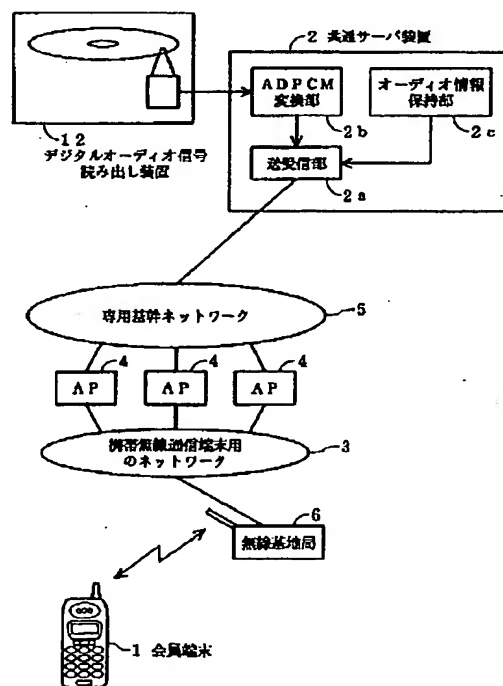 2 共通サーバ装置
ADPCM
変換部
2b
オーディオ情報
保持部
2c
送受信部
2a
12
デジタルオーディオ信号
読み出し装置
専用基幹ネットワーク
5
AP
4
AP
4
AP
4
携帯無線通信端末用
のネットワーク
3
6
無線基地局
1 会員端末